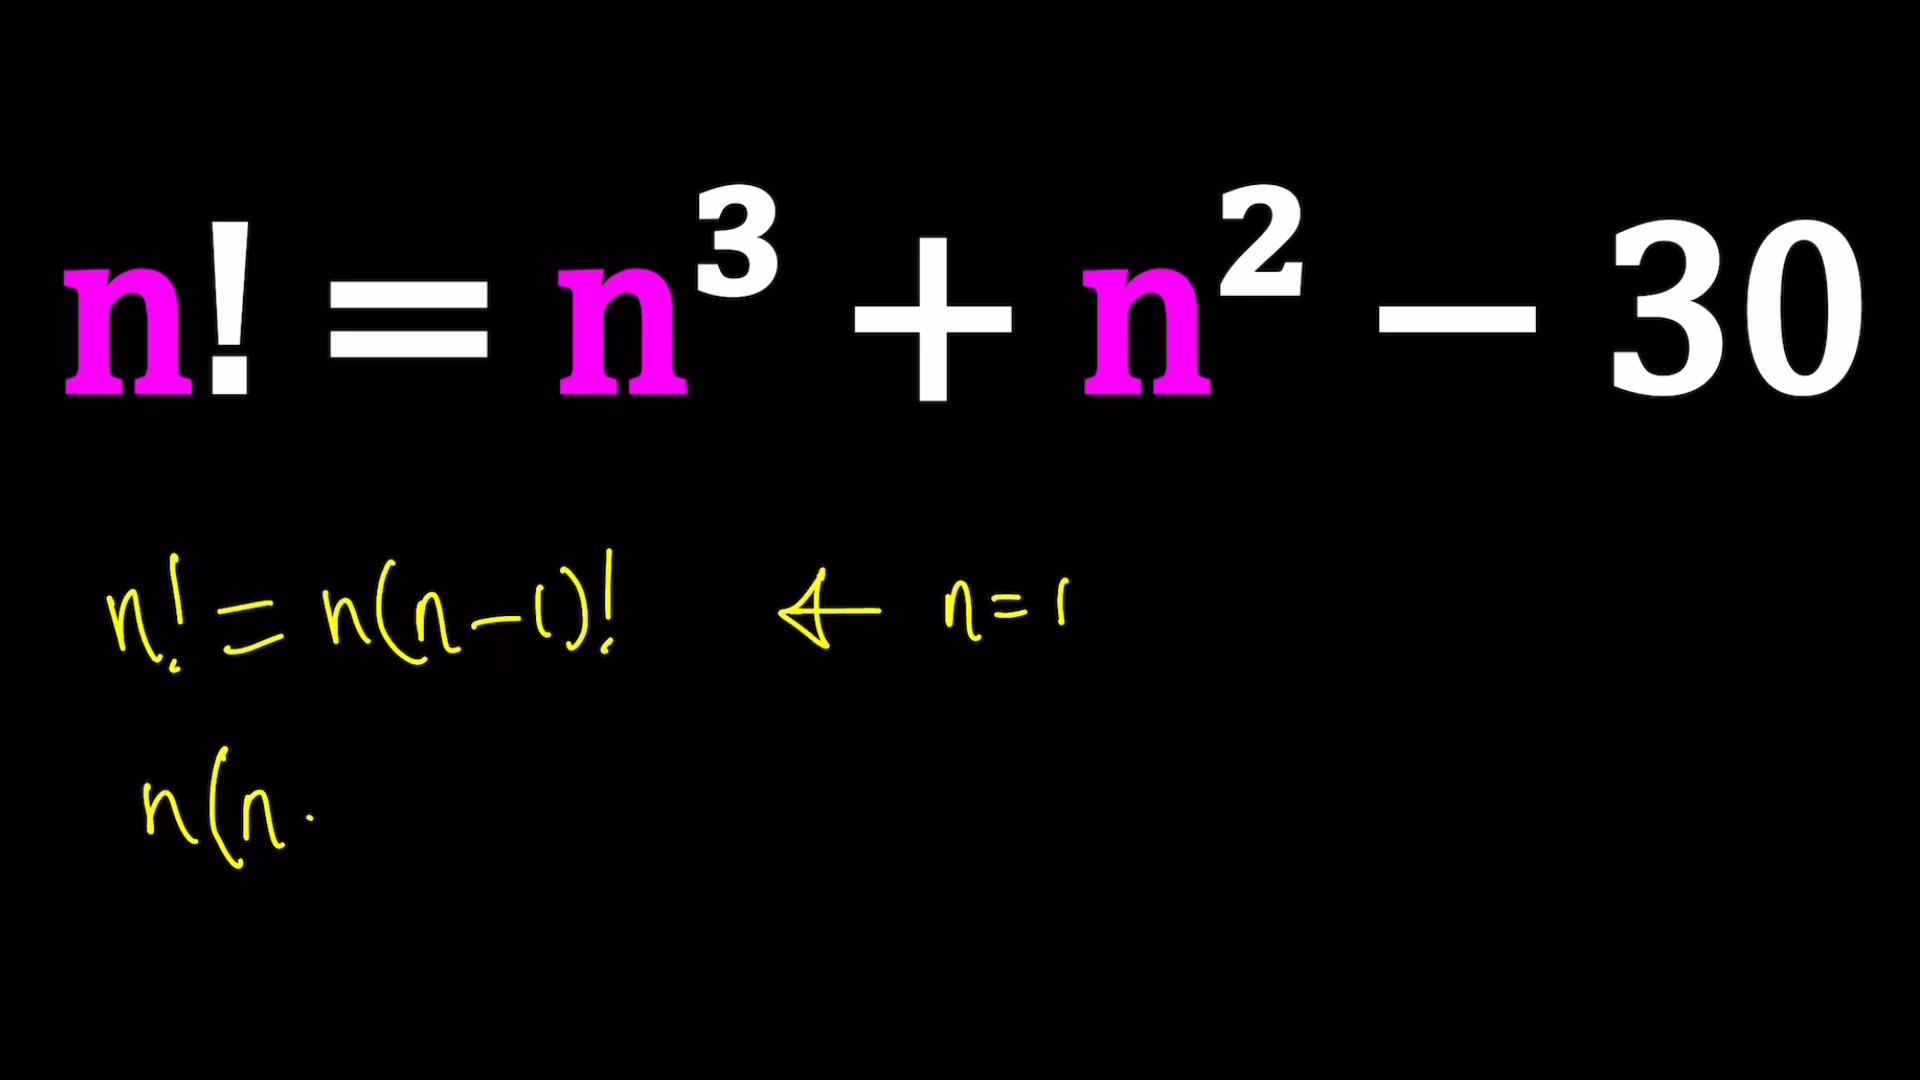 n! = n³ + n² − 30
n! = n(n−1)! ← n=1
n(n ·